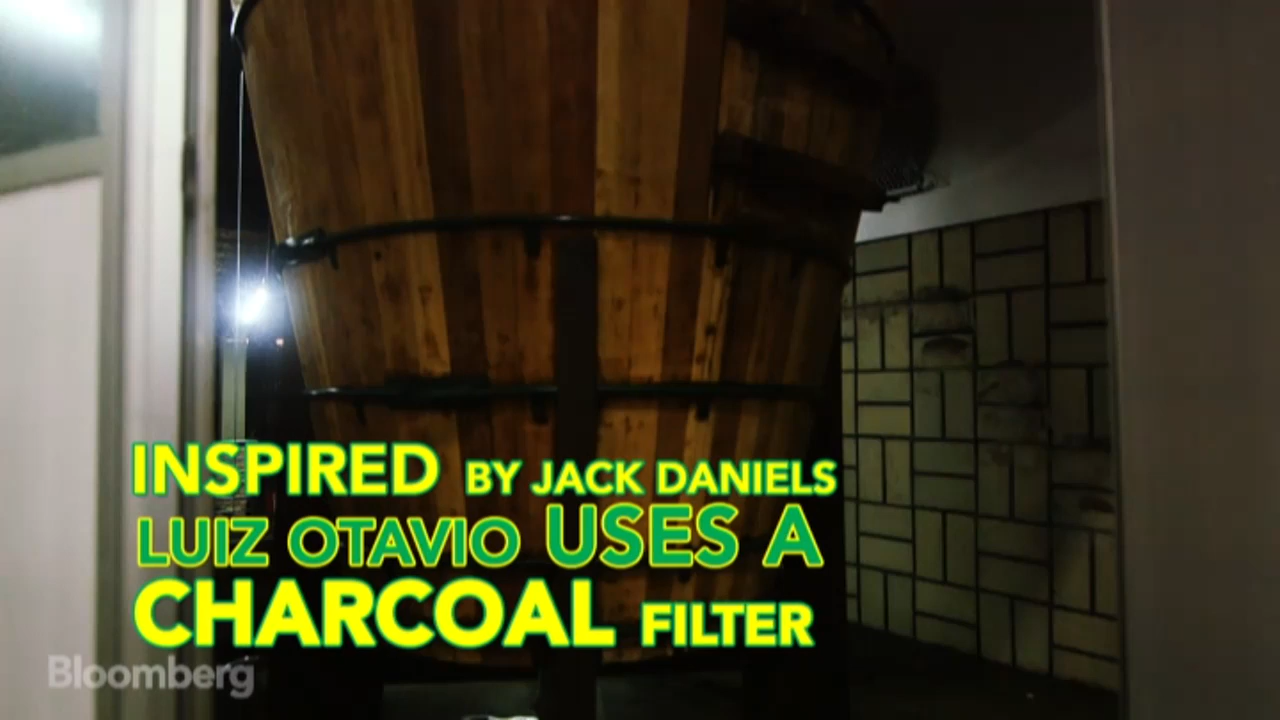 INSPIRED BY JACK DANIELS
LUIZ OTAVIO USES A
CHARCOAL FILTER
Bloomberg